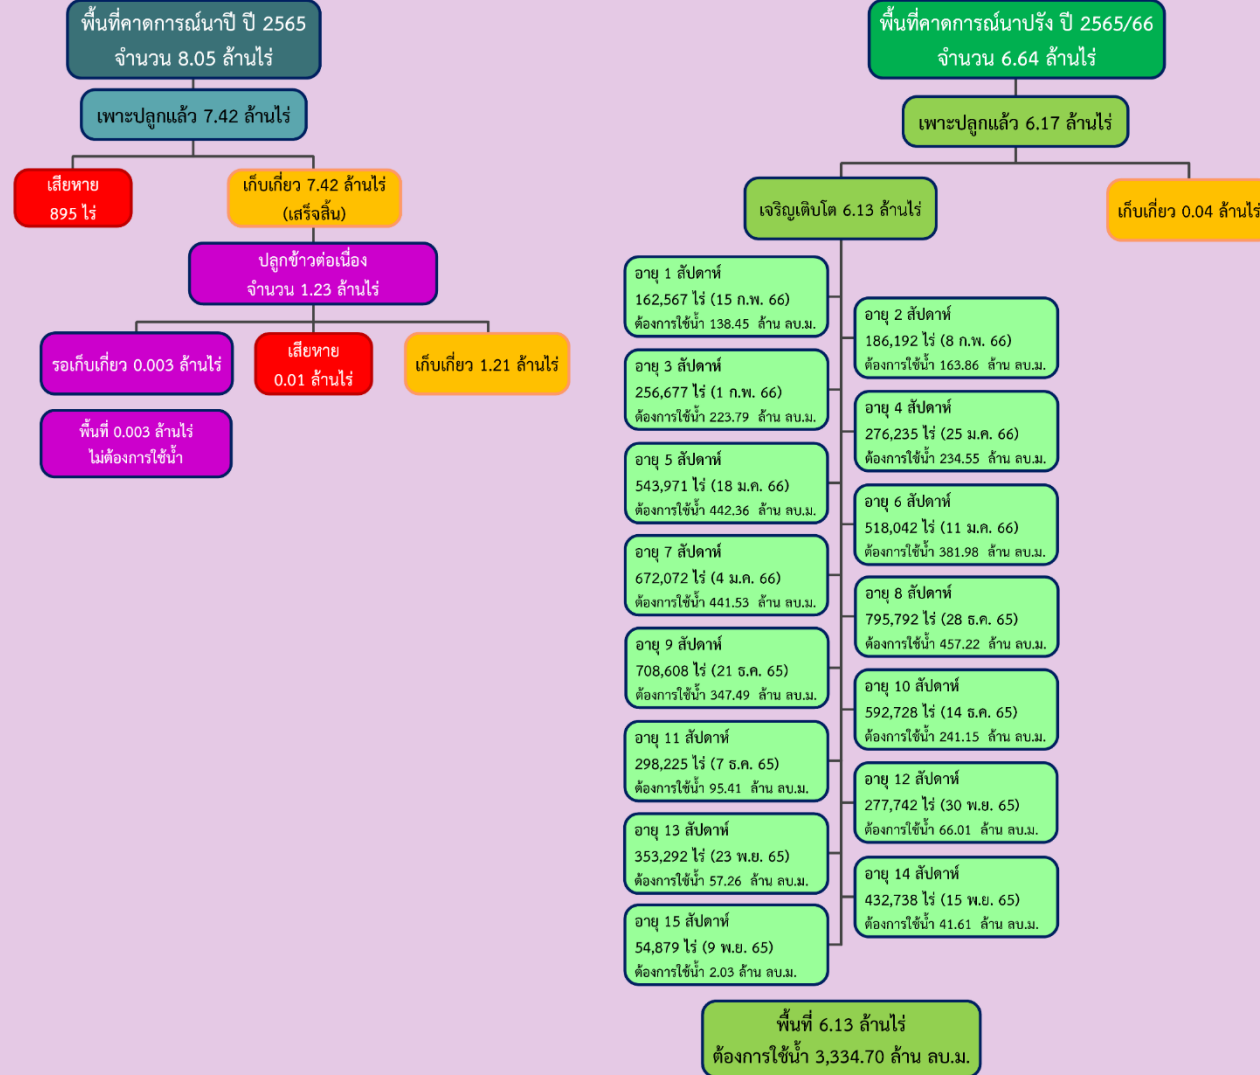 พื้นที่คาดการณ์นาปี ปี 2565
จำนวน 8.05 ล้านไร่
เพาะปลูกแล้ว 7.42 ล้านไร่
เสียหาย
895 ไร่
เก็บเกี่ยว 7.42 ล้านไร่
(เสร็จสิ้น)
ปลูกข้าวต่อเนื่อง
จำนวน 1.23 ล้านไร่
รอเก็บเกี่ยว 0.003 ล้านไร่
เสียหาย
0.01 ล้านไร่
เก็บเกี่ยว 1.21 ล้านไร่
พื้นที่ 0.003 ล้านไร่
ไม่ต้องการใช้น้ำ
พื้นที่คาดการณ์นาปรัง ปี 2565/66
จำนวน 6.64 ล้านไร่
เพาะปลูกแล้ว 6.17 ล้านไร่
เจริญเติบโต 6.13 ล้านไร่
เก็บเกี่ยว 0.04 ล้านไร่
อายุ 1 สัปดาห์
162,567 ไร่ (15 ก.พ. 66)
ต้องการใช้น้ำ 138.45 ล้าน ลบ.ม.
อายุ 2 สัปดาห์
186,192 ไร่ (8 ก.พ. 66)
ต้องการใช้น้ำ 163.86 ล้าน ลบ.ม.
อายุ 3 สัปดาห์
256,677 ไร่ (1 ก.พ. 66)
ต้องการใช้น้ำ 223.79 ล้าน ลบ.ม.
อายุ 4 สัปดาห์
276,235 ไร่ (25 ม.ค. 66)
ต้องการใช้น้ำ 234.55 ล้าน ลบ.ม.
อายุ 5 สัปดาห์
543,971 ไร่ (18 ม.ค. 66)
ต้องการใช้น้ำ 442.36 ล้าน ลบ.ม.
อายุ 6 สัปดาห์
518,042 ไร่ (11 ม.ค. 66)
ต้องการใช้น้ำ 381.98 ล้าน ลบ.ม.
อายุ 7 สัปดาห์
672,072 ไร่ (4 ม.ค. 66)
ต้องการใช้น้ำ 441.53 ล้าน ลบ.ม.
อายุ 8 สัปดาห์
795,792 ไร่ (28 ธ.ค. 65)
ต้องการใช้น้ำ 457.22 ล้าน ลบ.ม.
อายุ 9 สัปดาห์
708,608 ไร่ (21 ธ.ค. 65)
ต้องการใช้น้ำ 347.49 ล้าน ลบ.ม.
อายุ 10 สัปดาห์
592,728 ไร่ (14 ธ.ค. 65)
ต้องการใช้น้ำ 241.15 ล้าน ลบ.ม.
อายุ 11 สัปดาห์
298,225 ไร่ (7 ธ.ค. 65)
ต้องการใช้น้ำ 95.41 ล้าน ลบ.ม.
อายุ 12 สัปดาห์
277,742 ไร่ (30 พ.ย. 65)
ต้องการใช้น้ำ 66.01 ล้าน ลบ.ม.
อายุ 13 สัปดาห์
353,292 ไร่ (23 พ.ย. 65)
ต้องการใช้น้ำ 57.26 ล้าน ลบ.ม.
อายุ 14 สัปดาห์
432,738 ไร่ (15 พ.ย. 65)
ต้องการใช้น้ำ 41.61 ล้าน ลบ.ม.
อายุ 15 สัปดาห์
54,879 ไร่ (9 พ.ย. 65)
ต้องการใช้น้ำ 2.03 ล้าน ลบ.ม.
พื้นที่ 6.13 ล้านไร่
ต้องการใช้น้ำ 3,334.70 ล้าน ลบ.ม.